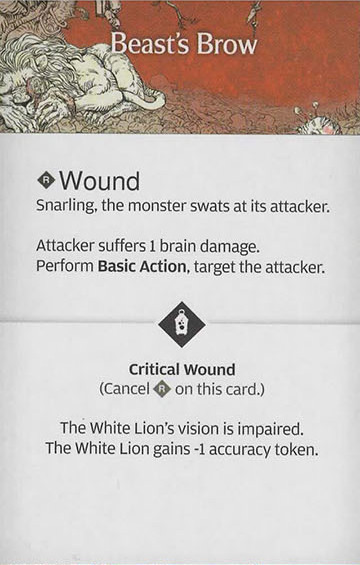 Beast's Brow
R Wound
Snarling, the monster swats at its attacker.
Attacker suffers 1 brain damage.
Perform Basic Action, target the attacker.
Critical Wound
(Cancel R on this card.)
The White Lion's vision is impaired.
The White Lion gains -1 accuracy token.